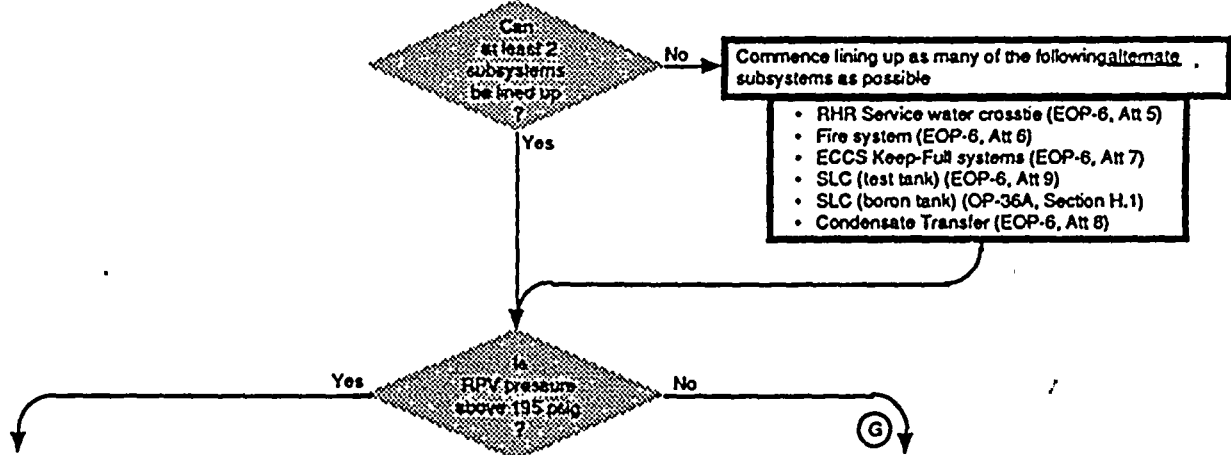 Can
at least 2
subsystems
be lined up
?
No
Commence lining up as many of the following alternate
subsystems as possible
• RHR Service water crosstie (EOP-6, Att 5)
• Fire system (EOP-6, Att 6)
• ECCS Keep-Full systems (EOP-6, Att 7)
• SLC (test tank) (EOP-6, Att 9)
• SLC (boron tank) (OP-36A, Section H.1)
• Condensate Transfer (EOP-6, Att 8)
Yes
Is
RPV pressure
above 195 psig
?
Yes
No
G